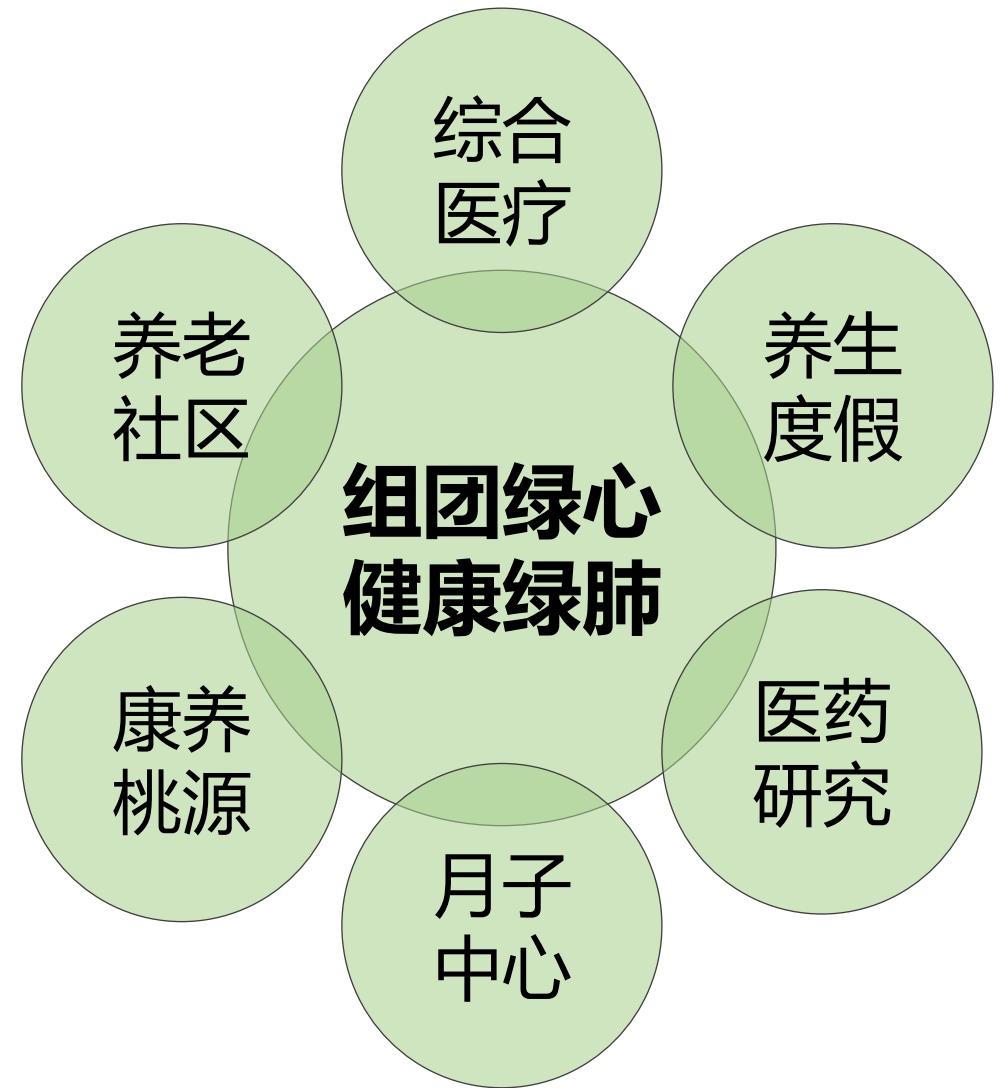 综合
医疗
养老
社区
养生
度假
组团绿心
健康绿肺
康养
桃源
医药
研究
月子
中心